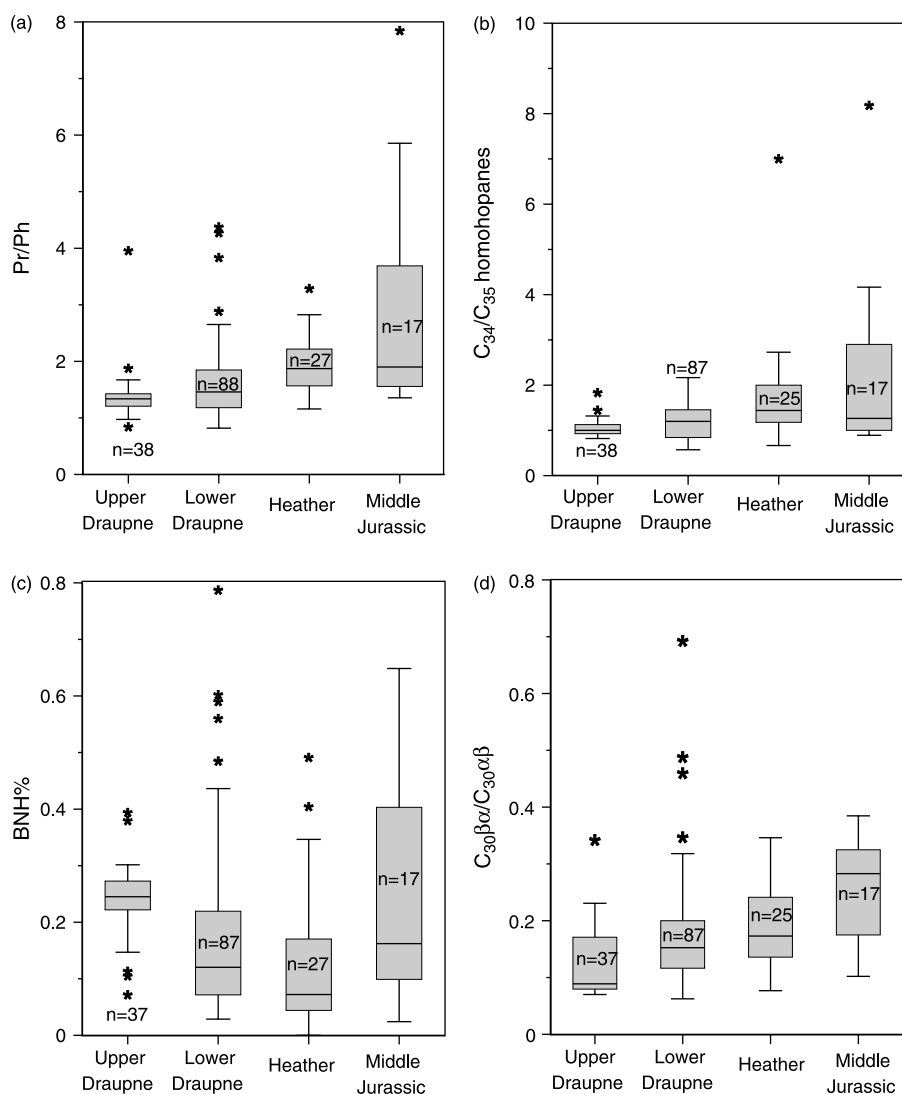 (a)
8
6
4
2
0
Pr/Ph
n=38
n=88
n=27
n=17
Upper Draupne
Lower Draupne
Heather
Middle Jurassic
(b)
10
8
6
4
2
0
C34/C35 homohopanes
n=38
n=87
n=25
n=17
Upper Draupne
Lower Draupne
Heather
Middle Jurassic
(c)
0.8
0.6
0.4
0.2
0
BNH%
n=37
n=87
n=27
n=17
Upper Draupne
Lower Draupne
Heather
Middle Jurassic
(d)
0.8
0.6
0.4
0.2
0
C30βα/C30αβ
n=37
n=87
n=25
n=17
Upper Draupne
Lower Draupne
Heather
Middle Jurassic